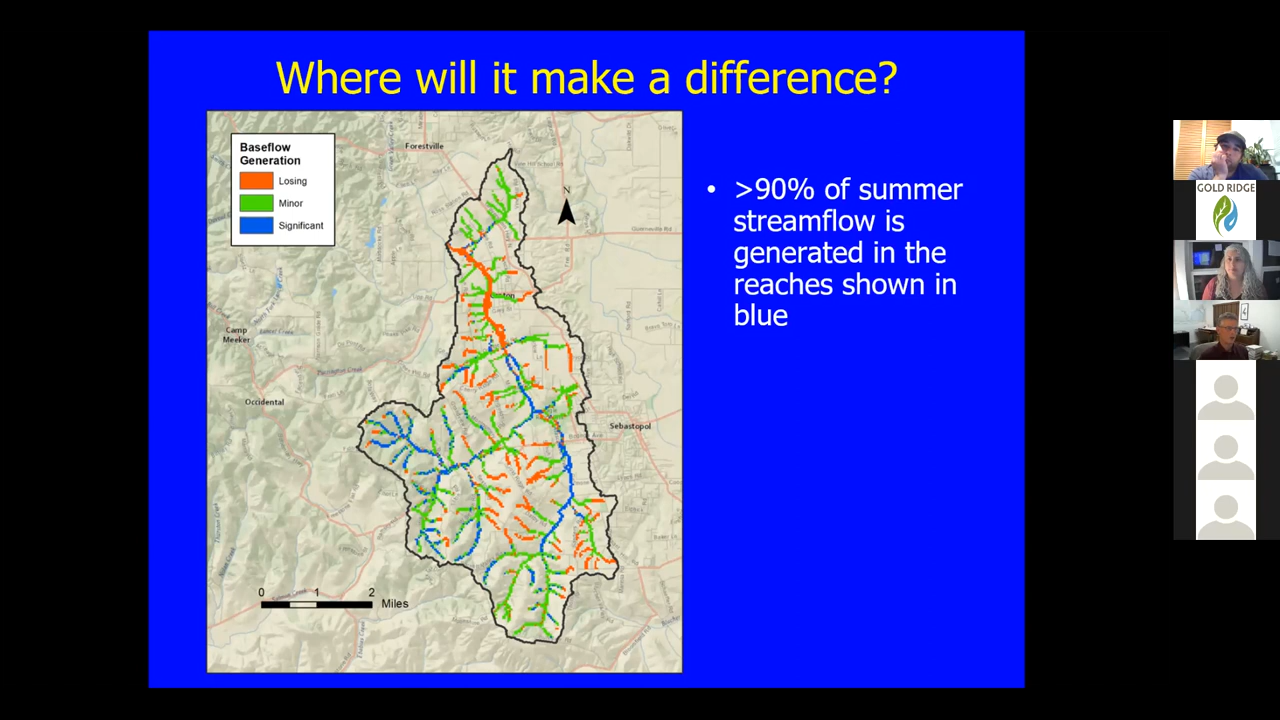 Where will it make a difference?
Baseflow
Generation
Losing
Minor
Significant
Forestville
N
Camp
Meeker
Occidental
Sebastopol
0 1 2
Miles
• >90% of summer
streamflow is
generated in the
reaches shown in
blue
GOLD RIDGE